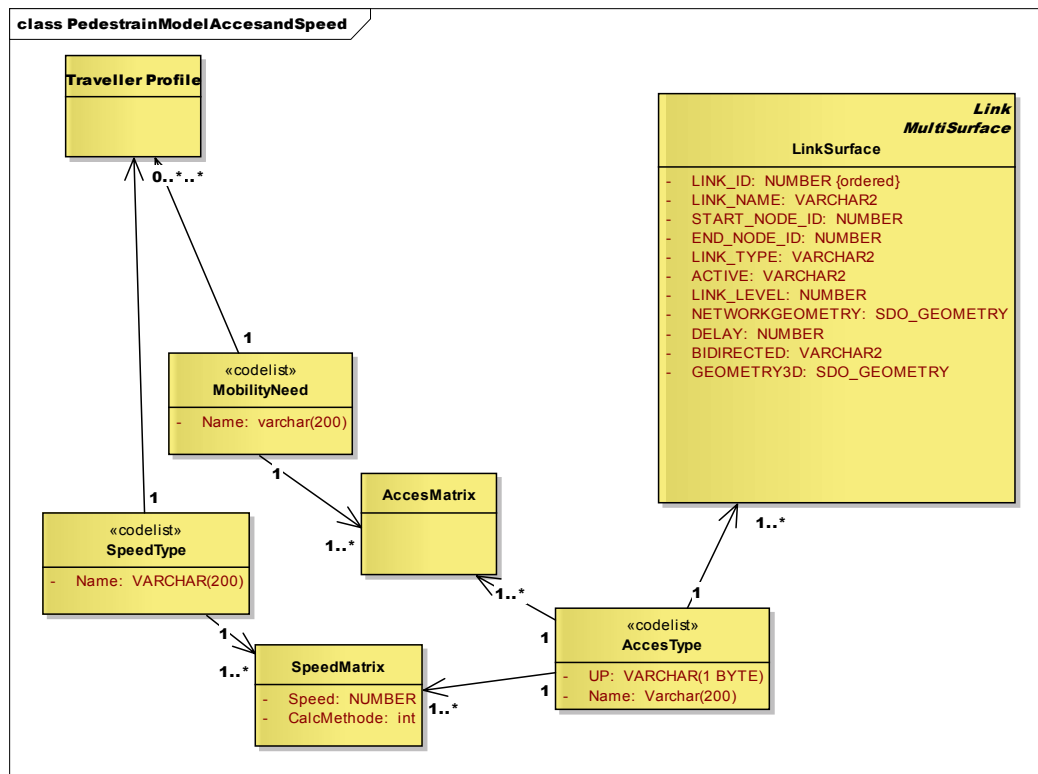 class PedestrainModelAccesandSpeed
Traveller Profile
Link
MultiSurface
LinkSurface
- LINK_ID: NUMBER {ordered}
- LINK_NAME: VARCHAR2
- START_NODE_ID: NUMBER
- END_NODE_ID: NUMBER
- LINK_TYPE: VARCHAR2
- ACTIVE: VARCHAR2
- LINK_LEVEL: NUMBER
- NETWORKGEOMETRY: SDO_GEOMETRY
- DELAY: NUMBER
- BIDIRECTED: VARCHAR2
- GEOMETRY3D: SDO_GEOMETRY
0..*..*
1
«codelist»
MobilityNeed
- Name: varchar(200)
1
1..*
AccesMatrix
1
«codelist»
SpeedType
- Name: VARCHAR(200)
1
1..*
SpeedMatrix
- Speed: NUMBER
- CalcMethode: int
1..*
1
1..*
1
«codelist»
AccesType
- UP: VARCHAR(1 BYTE)
- Name: Varchar(200)
1
1..*